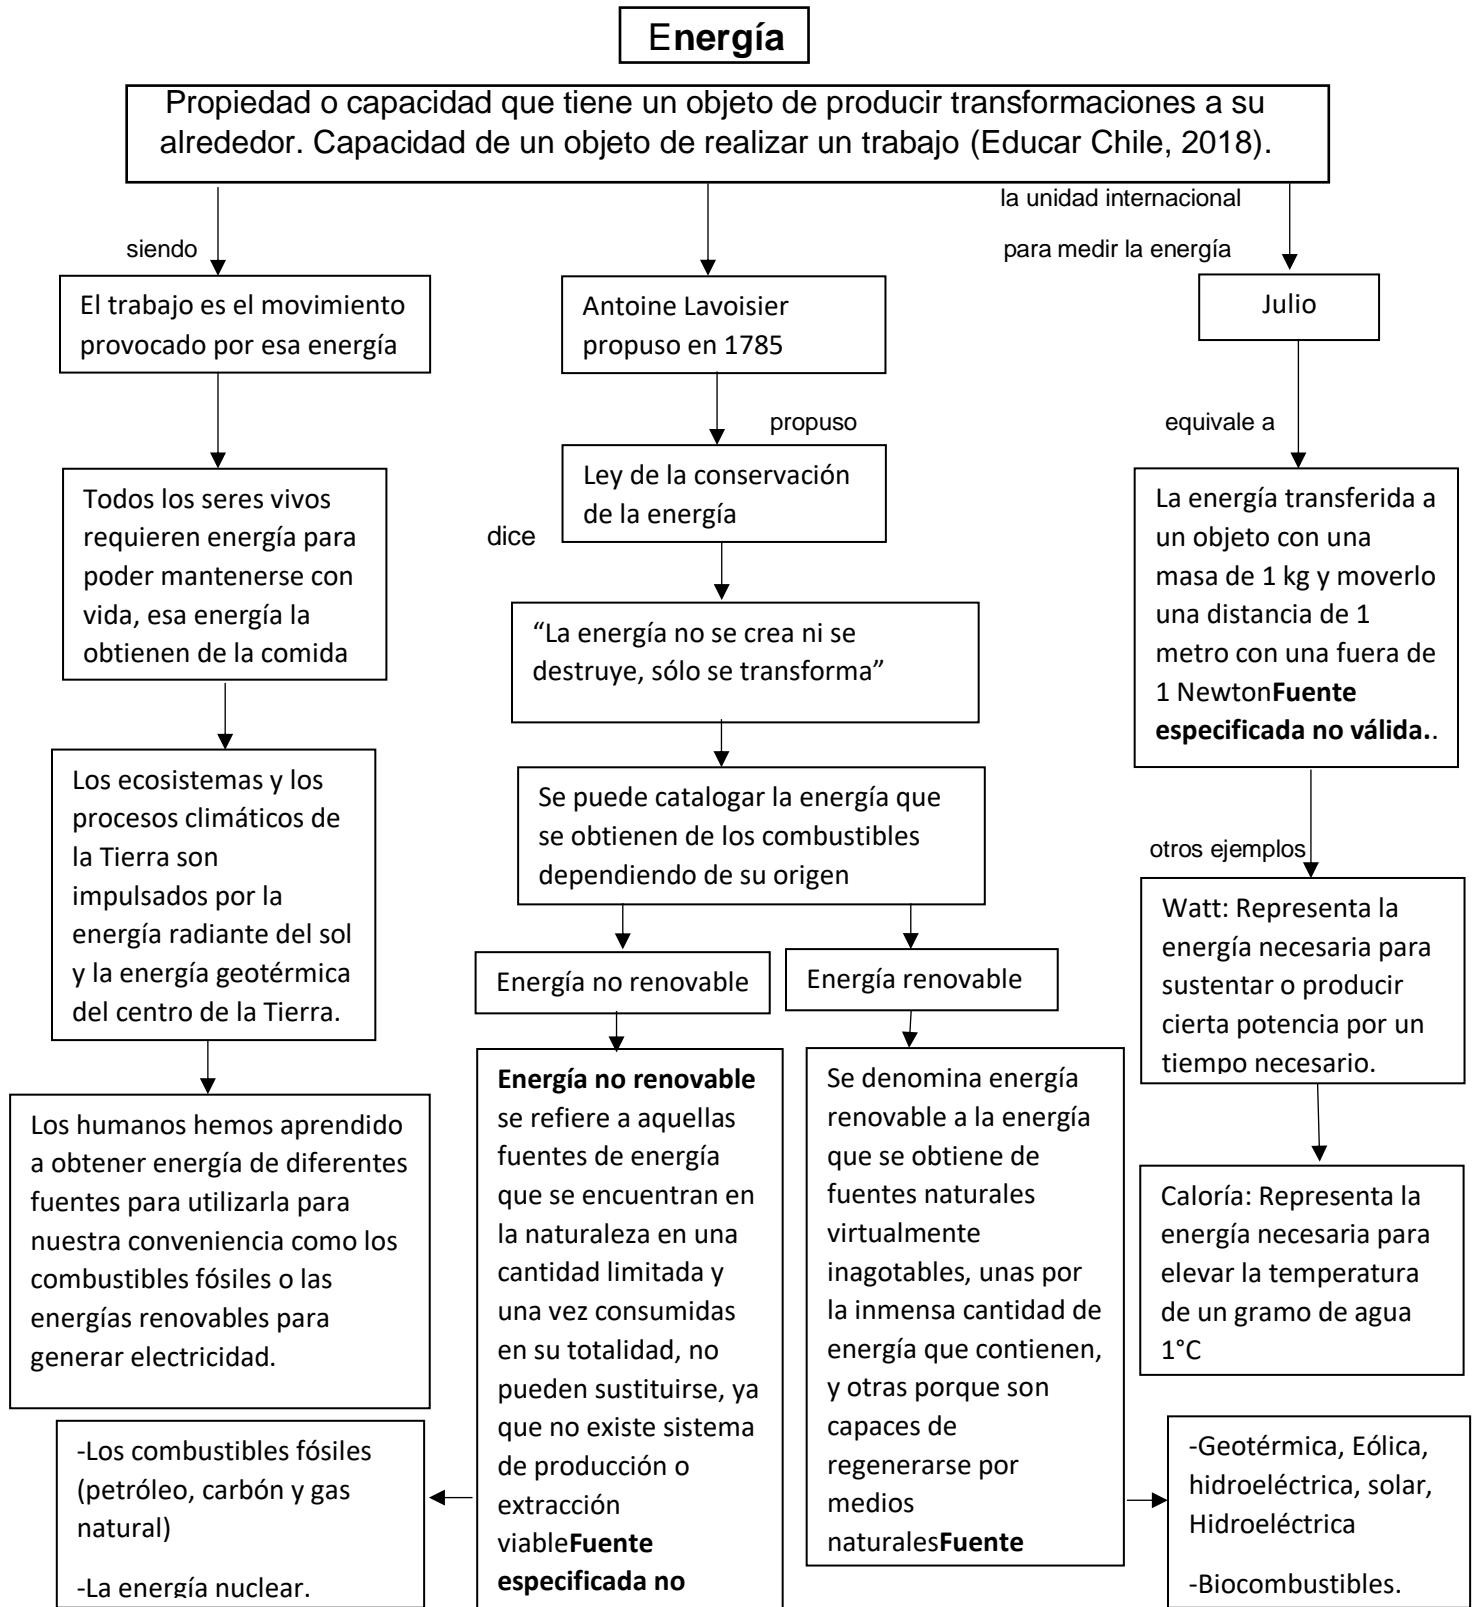 Energía
Propiedad o capacidad que tiene un objeto de producir transformaciones a su
alrededor. Capacidad de un objeto de realizar un trabajo (Educar Chile, 2018).
siendo
El trabajo es el movimiento
provocado por esa energía
Todos los seres vivos
requieren energía para
poder mantenerse con
vida, esa energía la
obtienen de la comida
Los ecosistemas y los
procesos climáticos de
la Tierra son
impulsados por la
energía radiante del sol
y la energía geotérmica
del centro de la Tierra.
Los humanos hemos aprendido
a obtener energía de diferentes
fuentes para utilizarla para
nuestra conveniencia como los
combustibles fósiles o las
energías renovables para
generar electricidad.
Antoine Lavoisier
propuso en 1785
propuso
Ley de la conservación
de la energía
dice
“La energía no se crea ni se
destruye, sólo se transforma”
Se puede catalogar la energía que
se obtienen de los combustibles
dependiendo de su origen
Energía no renovable
Energía no renovable
se refiere a aquellas
fuentes de energía
que se encuentran en
la naturaleza en una
cantidad limitada y
una vez consumidas
en su totalidad, no
pueden sustituirse, ya
que no existe sistema
de producción o
extracción
viableFuente
especificada no
-Los combustibles fósiles
(petróleo, carbón y gas
natural)
-La energía nuclear.
Energía renovable
Se denomina energía
renovable a la energía
que se obtiene de
fuentes naturales
virtualmente
inagotables, unas por
la inmensa cantidad de
energía que contienen,
y otras porque son
capaces de
regenerarse por
medios
naturalesFuente
-Geotérmica, Eólica,
hidroeléctrica, solar,
Hidroeléctrica
-Biocombustibles.
la unidad internacional
para medir la energía
Julio
equivale a
La energía transferida a
un objeto con una
masa de 1 kg y moverlo
una distancia de 1
metro con una fuera de
1 NewtonFuente
especificada no válida..
otros ejemplos
Watt: Representa la
energía necesaria para
sustentar o producir
cierta potencia por un
tiempo necesario.
Caloría: Representa la
energía necesaria para
elevar la temperatura
de un gramo de agua
1°C